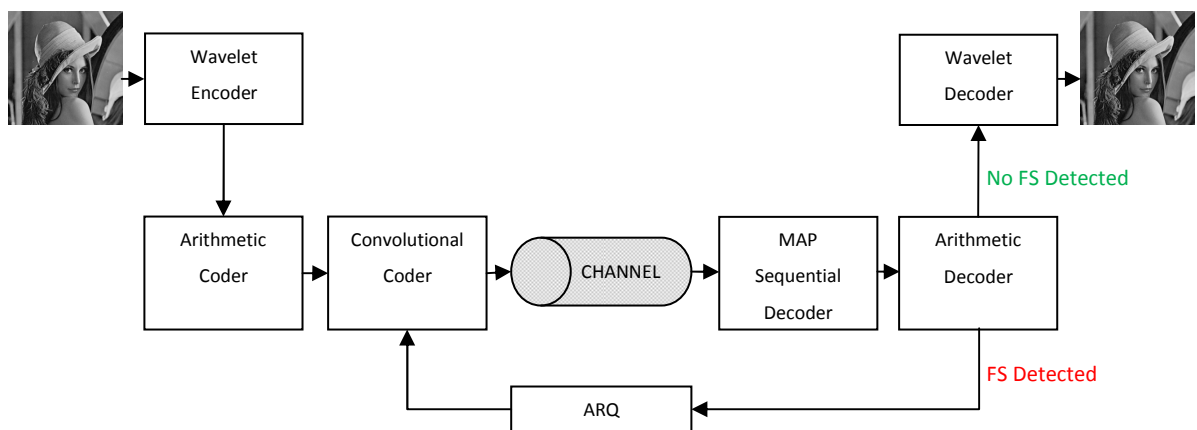 Wavelet
Encoder
Wavelet
Decoder
No FS Detected
Arithmetic
Coder
Convolutional
Coder
CHANNEL
MAP
Sequential
Decoder
Arithmetic
Decoder
FS Detected
ARQ